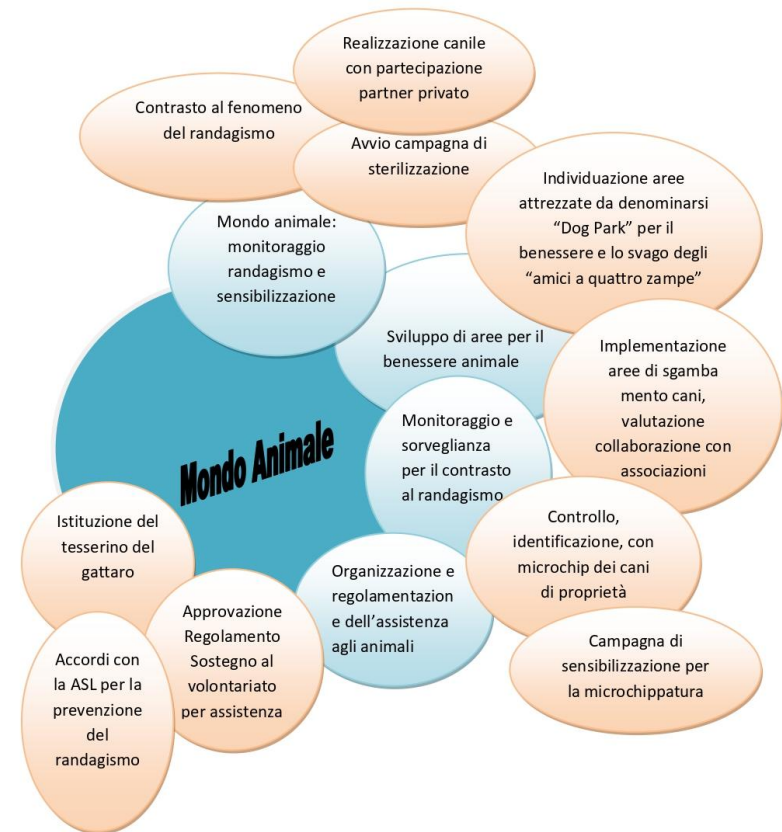 Realizzazione canile
con partecipazione
partner privato
Contrasto al fenomeno
del randagismo
Avvio campagna di
sterilizzazione
Individuazione aree
attrezzate da denominarsi
“Dog Park” per il
benessere e lo svago degli
“amici a quattro zampe”
Mondo animale:
monitoraggio
randagismo e
sensibilizzazione
Sviluppo di aree per il
benessere animale
Implementazione
aree di sgamba
mento cani,
valutazione
collaborazione con
associazioni
Monitoraggio e
sorveglianza
per il contrasto
al randagismo
Mondo Animale
Istituzione del
tesserino del
gattaro
Controllo,
identificazione, con
microchip dei cani
di proprietà
Organizzazione e
regolamentazion
e dell’assistenza
agli animali
Approvazione
Regolamento
Sostegno al
volontariato
per assistenza
Accordi con
la ASL per la
prevenzione
del
randagismo
Campagna di
sensibilizzazione per
la microchippatura